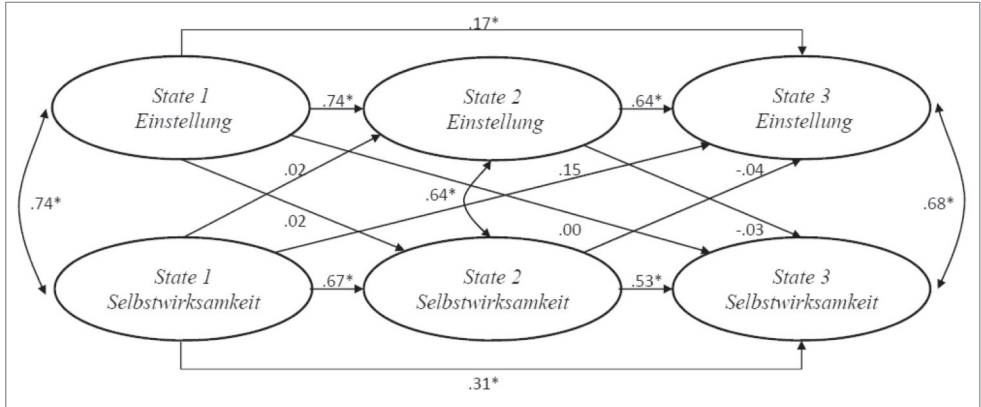 .17*
State 1
Einstellung
.74*
State 2
Einstellung
.64*
State 3
Einstellung
.02
.15
-.04
.74*
.64*
.68*
.02
.00
-.03
State 1
Selbstwirksamkeit
.67*
State 2
Selbstwirksamkeit
.53*
State 3
Selbstwirksamkeit
.31*